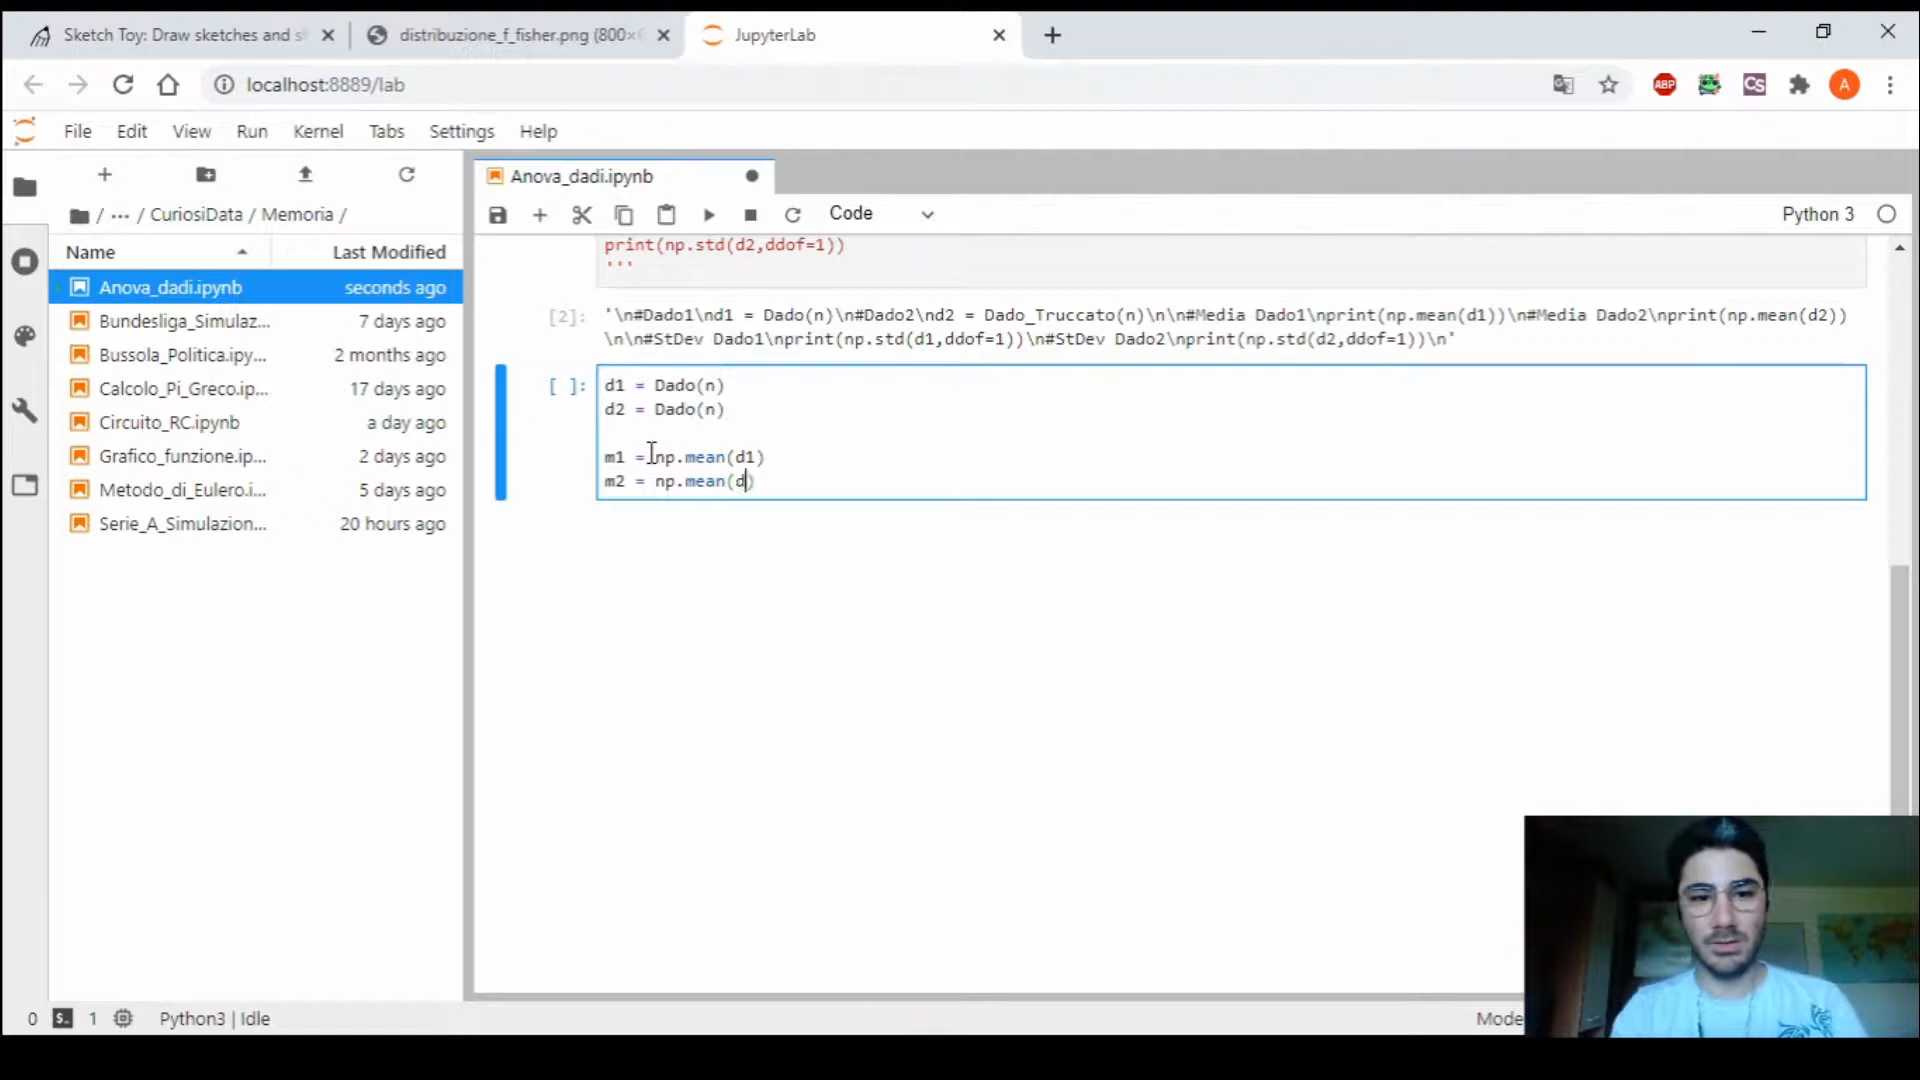 Sketch Toy: Draw sketches and s
distribuzione_f_fisher.png (800×
JupyterLab
localhost:8889/lab
ABP
CS
A
File Edit View Run Kernel Tabs Settings Help
Anova_dadi.ipynb
/ ··· / CuriosiData / Memoria /
Code
Python 3
Name Last Modified
Anova_dadi.ipynb seconds ago
Bundesliga_Simulaz... 7 days ago
Bussola_Politica.ipy... 2 months ago
Calcolo_Pi_Greco.ip... 17 days ago
Circuito_RC.ipynb a day ago
Grafico_funzione.ip... 2 days ago
Metodo_di_Eulero.i... 5 days ago
Serie_A_Simulazion... 20 hours ago
print(np.std(d2,ddof=1))
'''
[2]: '\n#Dado1\nd1 = Dado(n)\n#Dado2\nd2 = Dado_Truccato(n)\n\n#Media Dado1\nprint(np.mean(d1))\n#Media Dado2\nprint(np.mean(d2))
\n\n#StDev Dado1\nprint(np.std(d1,ddof=1))\n#StDev Dado2\nprint(np.std(d2,ddof=1))\n'
[ ]: d1 = Dado(n)
d2 = Dado(n)
m1 = np.mean(d1)
m2 = np.mean(d)
0 $_ 1 Python3 | Idle
Mode